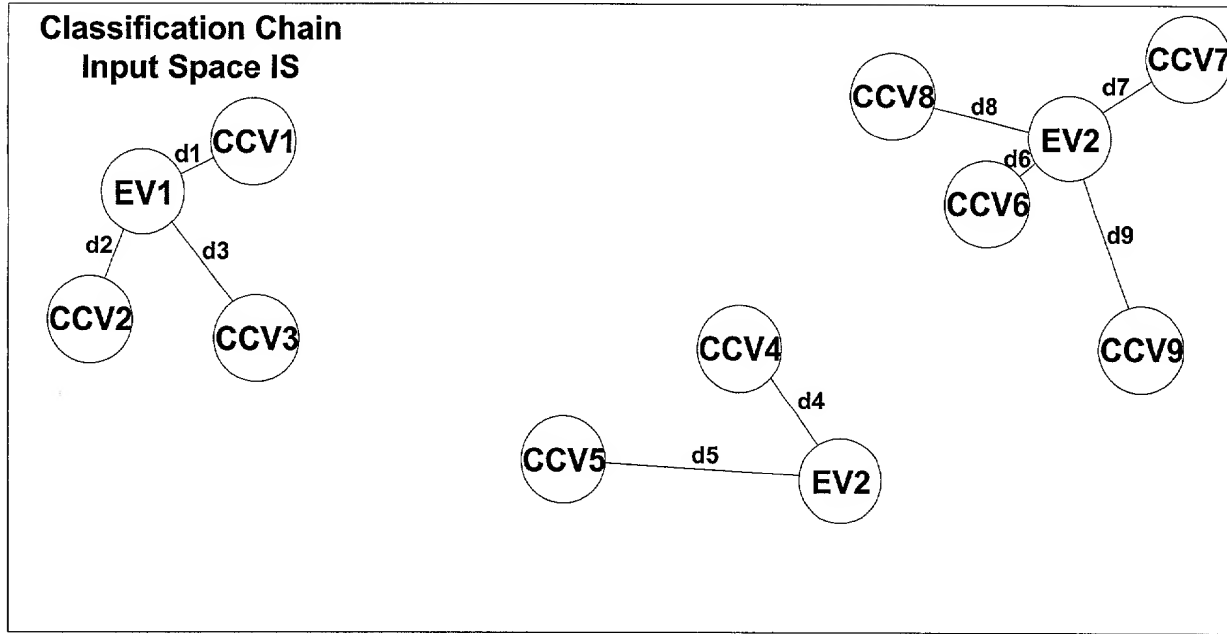 Classification Chain
Input Space IS
CCV1
d1
EV1
d2
d3
CCV2
CCV3
CCV7
CCV8
d7
d8
EV2
d6
CCV6
d9
CCV9
CCV4
d4
CCV5
d5
EV2